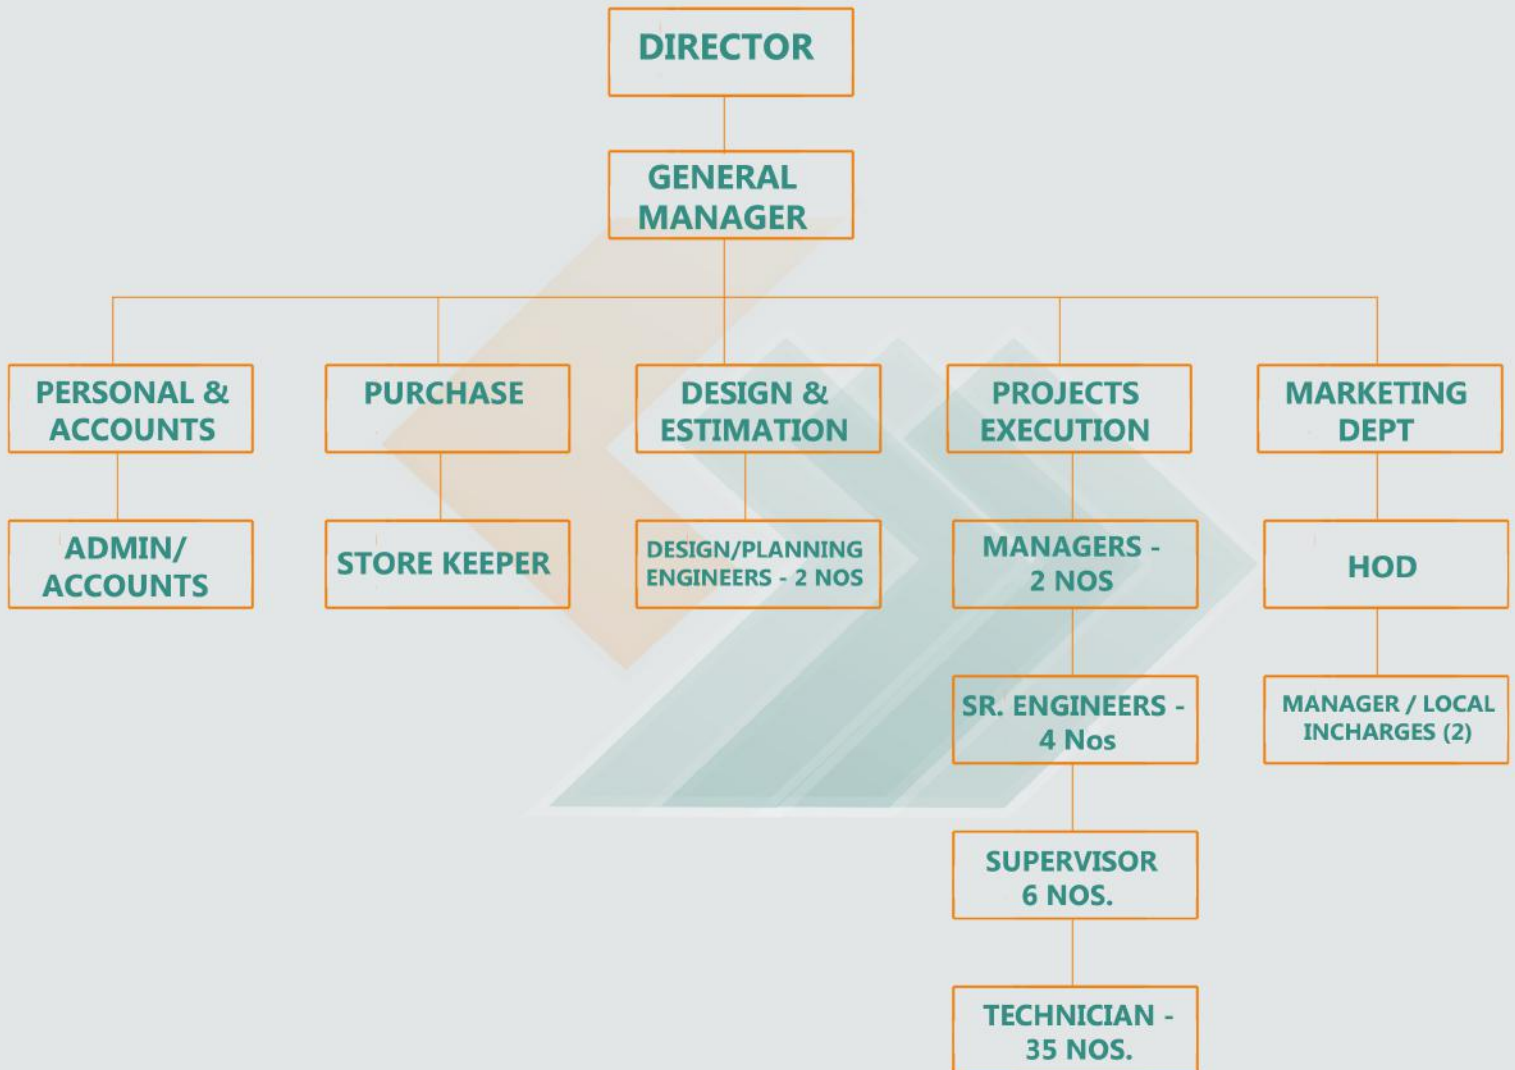 DIRECTOR
GENERAL
MANAGER
PERSONAL &
ACCOUNTS
PURCHASE
DESIGN &
ESTIMATION
PROJECTS
EXECUTION
MARKETING
DEPT
ADMIN/
ACCOUNTS
STORE KEEPER
DESIGN/PLANNING
ENGINEERS - 2 NOS
MANAGERS -
2 NOS
HOD
SR. ENGINEERS -
4 Nos
MANAGER / LOCAL
INCHARGES (2)
SUPERVISOR
6 NOS.
TECHNICIAN -
35 NOS.